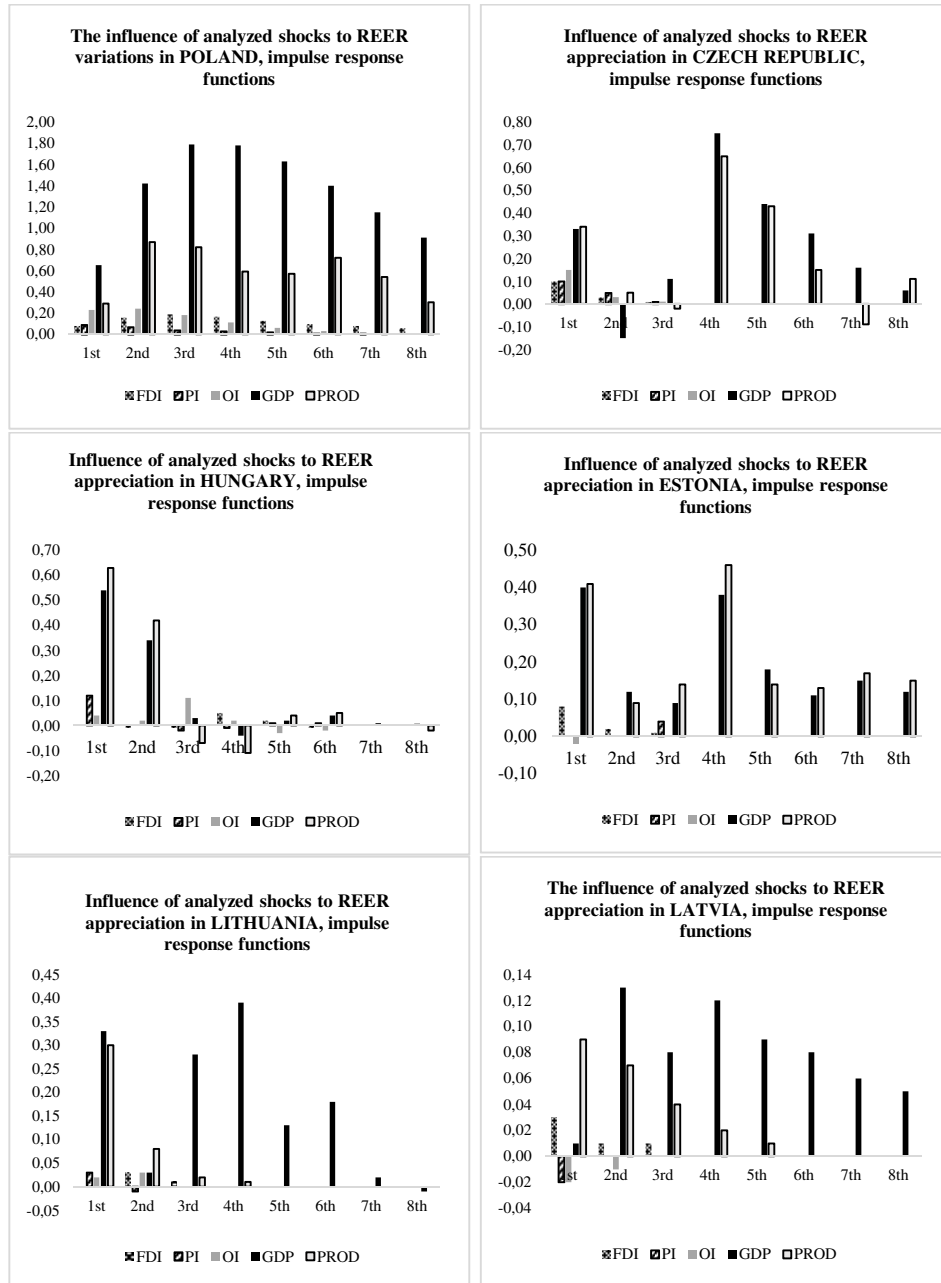 The influence of analyzed shocks to REER
variations in POLAND, impulse response
functions
2,00
1,80
1,60
1,40
1,20
1,00
0,80
0,60
0,40
0,20
0,00
1st 2nd 3rd 4th 5th 6th 7th 8th
FDI PI OI GDP PROD
Influence of analyzed shocks to REER
appreciation in CZECH REPUBLIC,
impulse response functions
0,80
0,70
0,60
0,50
0,40
0,30
0,20
0,10
0,00
-0,10
-0,20
1st 2nd 3rd 4th 5th 6th 7th 8th
FDI PI OI GDP PROD
Influence of analyzed shocks to REER
appreciation in HUNGARY, impulse
response functions
0,70
0,60
0,50
0,40
0,30
0,20
0,10
0,00
-0,10
-0,20
1st 2nd 3rd 4th 5th 6th 7th 8th
FDI PI OI GDP PROD
Influence of analyzed shocks to REER
apreciation in ESTONIA, impulse response
functions
0,50
0,40
0,30
0,20
0,10
0,00
-0,10
1st 2nd 3rd 4th 5th 6th 7th 8th
FDI PI OI GDP PROD
Influence of analyzed shocks to REER
appreciation in LITHUANIA, impulse
response functions
0,45
0,40
0,35
0,30
0,25
0,20
0,15
0,10
0,05
0,00
-0,05
1st 2nd 3rd 4th 5th 6th 7th 8th
FDI PI OI GDP PROD
The influence of analyzed shocks to REER
appreciation in LATVIA, impulse response
functions
0,14
0,12
0,10
0,08
0,06
0,04
0,02
0,00
-0,02
-0,04
1st 2nd 3rd 4th 5th 6th 7th 8th
FDI PI OI GDP PROD